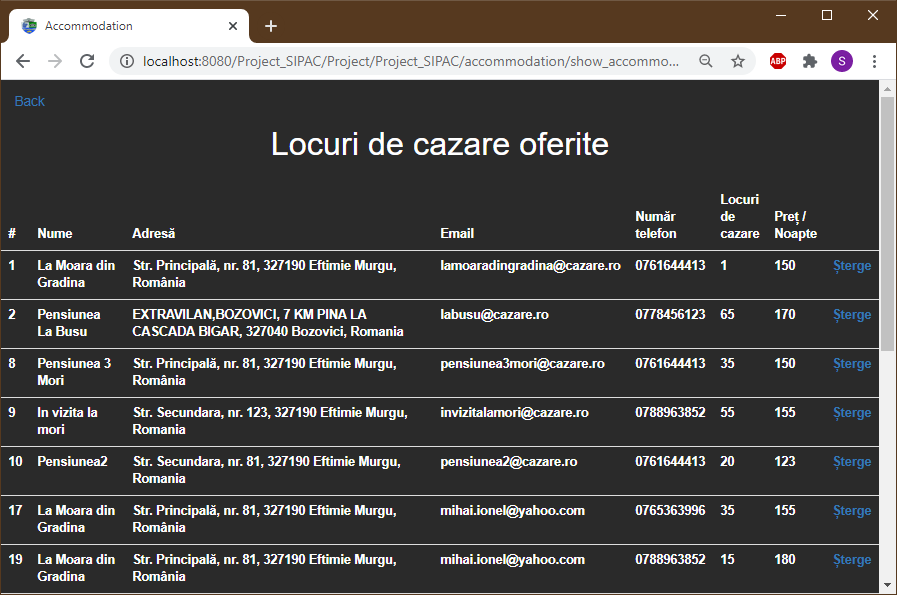 Accommodation
localhost:8080/Project_SIPAC/Project/Project_SIPAC/accommodation/show_accommo...
ABP
S
Back
Locuri de cazare oferite
# Nume Adresă Email Număr telefon Locuri de cazare Preț / Noapte
1 La Moara din Gradina Str. Principală, nr. 81, 327190 Eftimie Murgu, România lamoaradingradina@cazare.ro 0761644413 1 150 Șterge
2 Pensiunea La Busu EXTRAVILAN,BOZOVICI, 7 KM PINA LA CASCADA BIGAR, 327040 Bozovici, Romania labusu@cazare.ro 0778456123 65 170 Șterge
8 Pensiunea 3 Mori Str. Principală, nr. 81, 327190 Eftimie Murgu, România pensiunea3mori@cazare.ro 0761644413 35 150 Șterge
9 In vizita la mori Str. Secundara, nr. 123, 327190 Eftimie Murgu, România invizitalamori@cazare.ro 0788963852 55 155 Șterge
10 Pensiunea2 Str. Secundara, nr. 81, 327190 Eftimie Murgu, România pensiunea2@cazare.ro 0761644413 20 123 Șterge
17 La Moara din Gradina Str. Principală, nr. 81, 327190 Eftimie Murgu, România mihai.ionel@yahoo.com 0765363996 35 155 Șterge
19 La Moara din Gradina Str. Principală, nr. 81, 327190 Eftimie Murgu, România mihai.ionel@yahoo.com 0788963852 15 180 Șterge